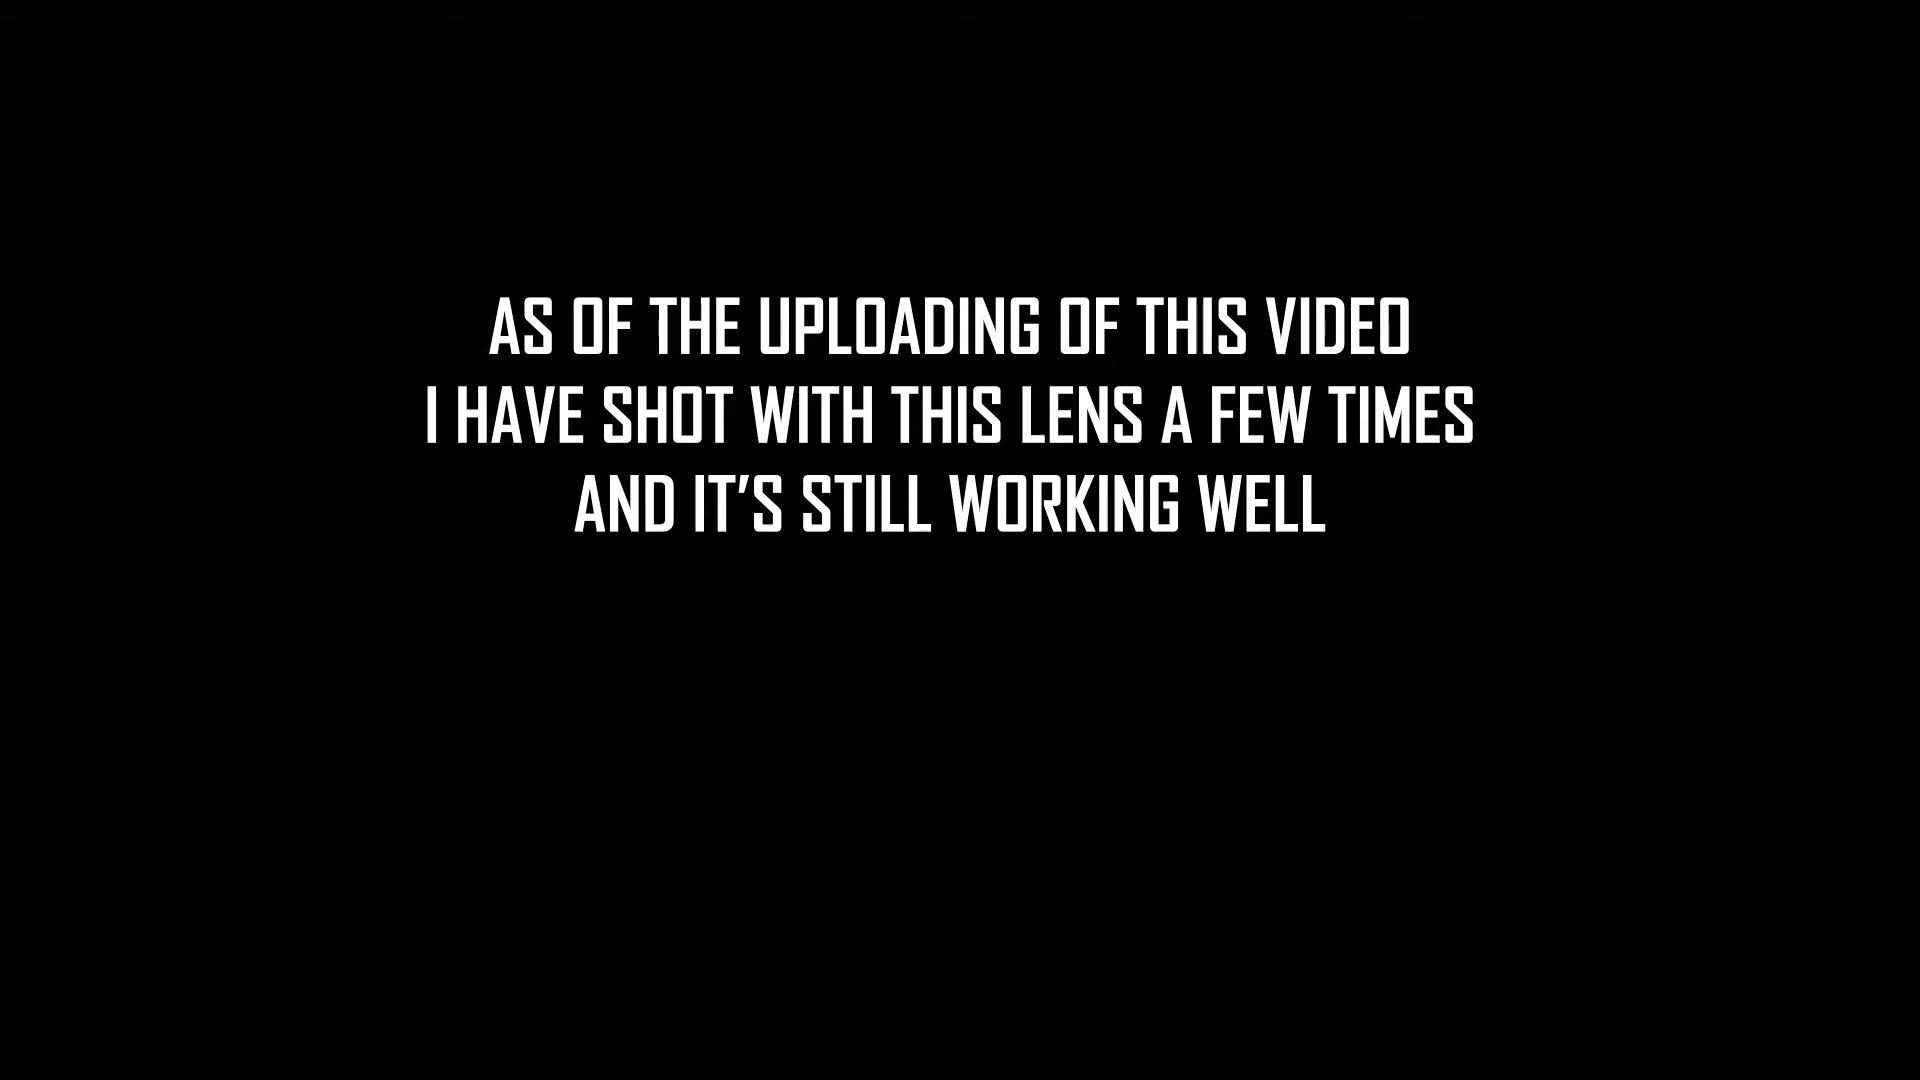 AS OF THE UPLOADING OF THIS VIDEO
I HAVE SHOT WITH THIS LENS A FEW TIMES
AND IT’S STILL WORKING WELL